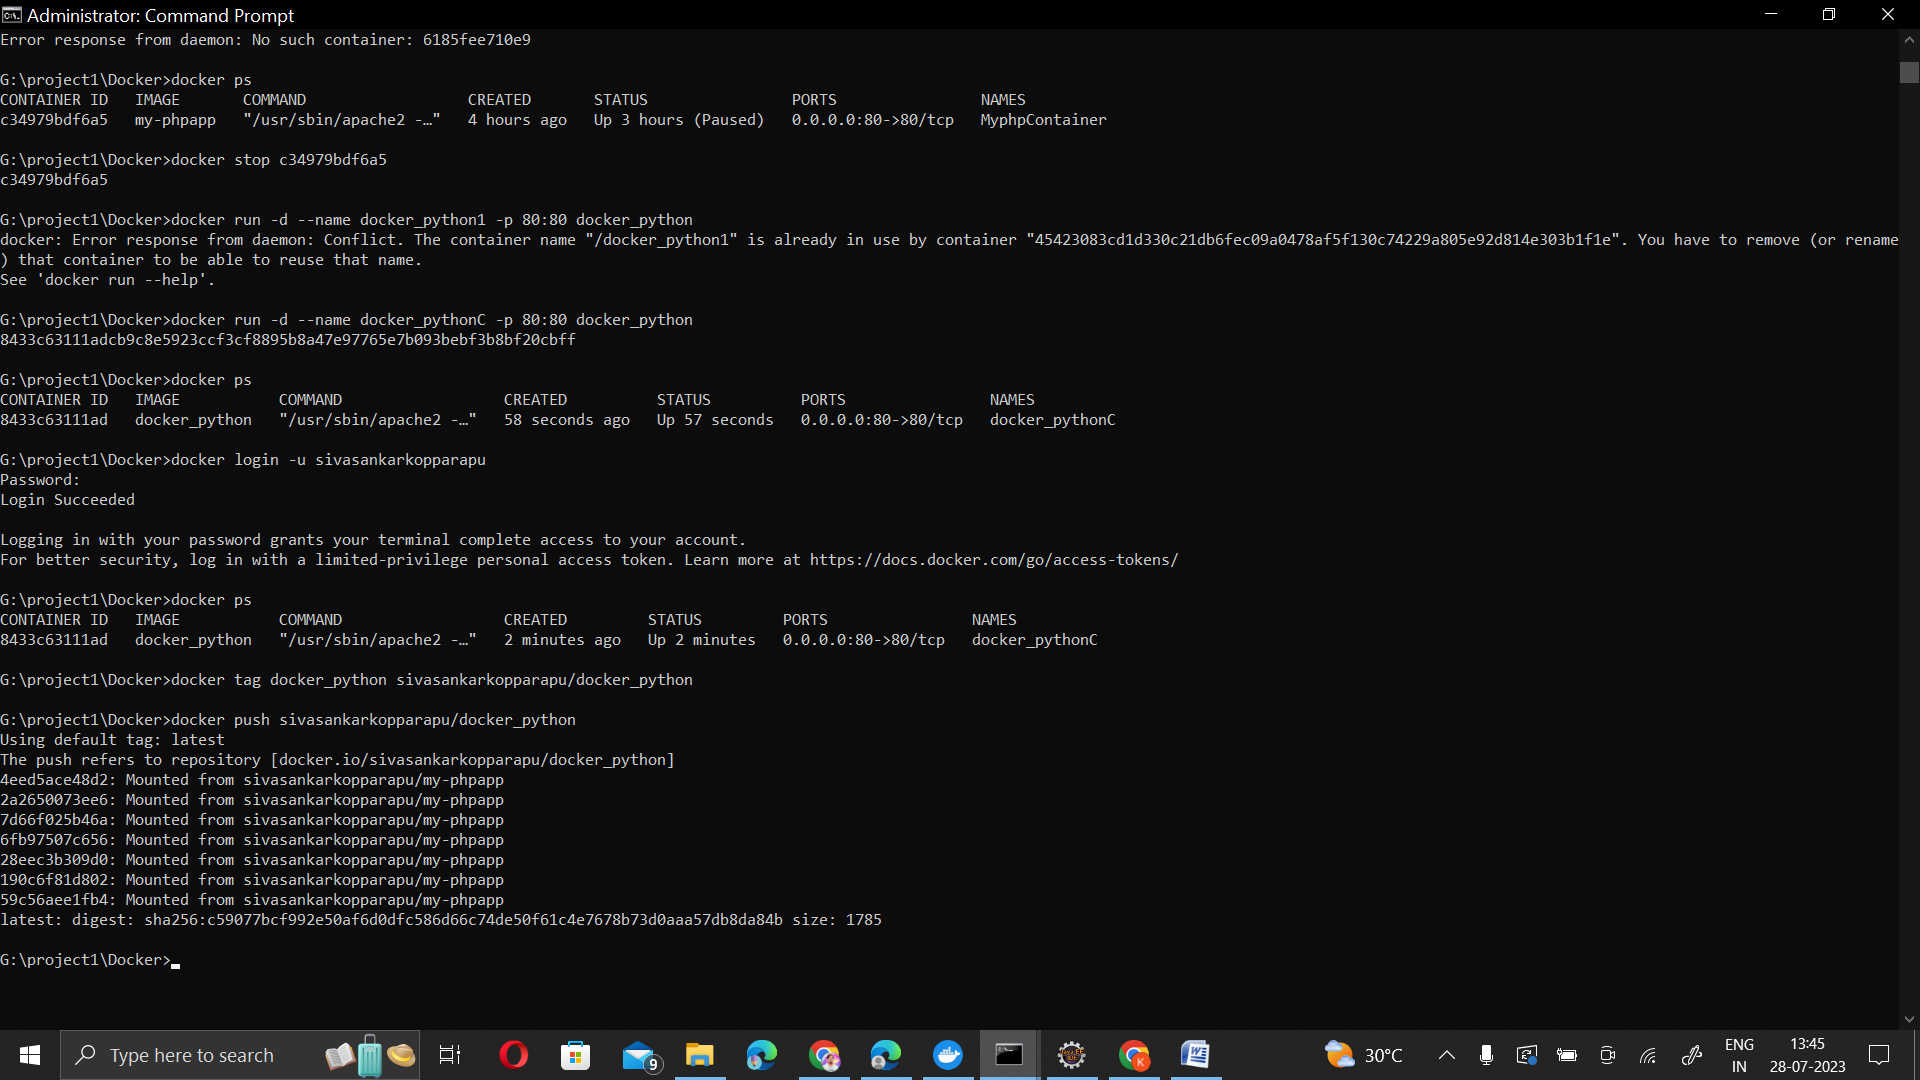 Administrator: Command Prompt
Error response from daemon: No such container: 6185fee710e9
G:\project1\Docker>docker ps
CONTAINER ID   IMAGE       COMMAND                  CREATED       STATUS                PORTS                NAMES
c34979bdf6a5   my-phpapp   "/usr/sbin/apache2 -…"   4 hours ago   Up 3 hours (Paused)   0.0.0.0:80->80/tcp   MyphpContainer
G:\project1\Docker>docker stop c34979bdf6a5
c34979bdf6a5
G:\project1\Docker>docker run -d --name docker_python1 -p 80:80 docker_python
docker: Error response from daemon: Conflict. The container name "/docker_python1" is already in use by container "45423083cd1d330c21db6fec09a0478af5f130c74229a805e92d814e303b1f1e". You have to remove (or rename
) that container to be able to reuse that name.
See 'docker run --help'.
G:\project1\Docker>docker run -d --name docker_pythonC -p 80:80 docker_python
8433c63111adcb9c8e5923ccf3cf8895b8a47e97765e7b093bebf3b8bf20cbff
G:\project1\Docker>docker ps
CONTAINER ID   IMAGE           COMMAND                  CREATED          STATUS          PORTS                NAMES
8433c63111ad   docker_python   "/usr/sbin/apache2 -…"   58 seconds ago   Up 57 seconds   0.0.0.0:80->80/tcp   docker_pythonC
G:\project1\Docker>docker login -u sivasankarkopparapu
Password:
Login Succeeded
Logging in with your password grants your terminal complete access to your account.
For better security, log in with a limited-privilege personal access token. Learn more at https://docs.docker.com/go/access-tokens/
G:\project1\Docker>docker ps
CONTAINER ID   IMAGE           COMMAND                  CREATED         STATUS         PORTS                NAMES
8433c63111ad   docker_python   "/usr/sbin/apache2 -…"   2 minutes ago   Up 2 minutes   0.0.0.0:80->80/tcp   docker_pythonC
G:\project1\Docker>docker tag docker_python sivasankarkopparapu/docker_python
G:\project1\Docker>docker push sivasankarkopparapu/docker_python
Using default tag: latest
The push refers to repository [docker.io/sivasankarkopparapu/docker_python]
4eed5ace48d2: Mounted from sivasankarkopparapu/my-phpapp
2a2650073ee6: Mounted from sivasankarkopparapu/my-phpapp
7d66f025b46a: Mounted from sivasankarkopparapu/my-phpapp
6fb97507c656: Mounted from sivasankarkopparapu/my-phpapp
28eec3b309d0: Mounted from sivasankarkopparapu/my-phpapp
190c6f81d802: Mounted from sivasankarkopparapu/my-phpapp
59c56aee1fb4: Mounted from sivasankarkopparapu/my-phpapp
latest: digest: sha256:c59077bcf992e50af6d0dfc586d66c74de50f61c4e7678b73d0aaa57db8da84b size: 1785
G:\project1\Docker>
Type here to search
9
K
30°C
ENG
IN
13:45
28-07-2023